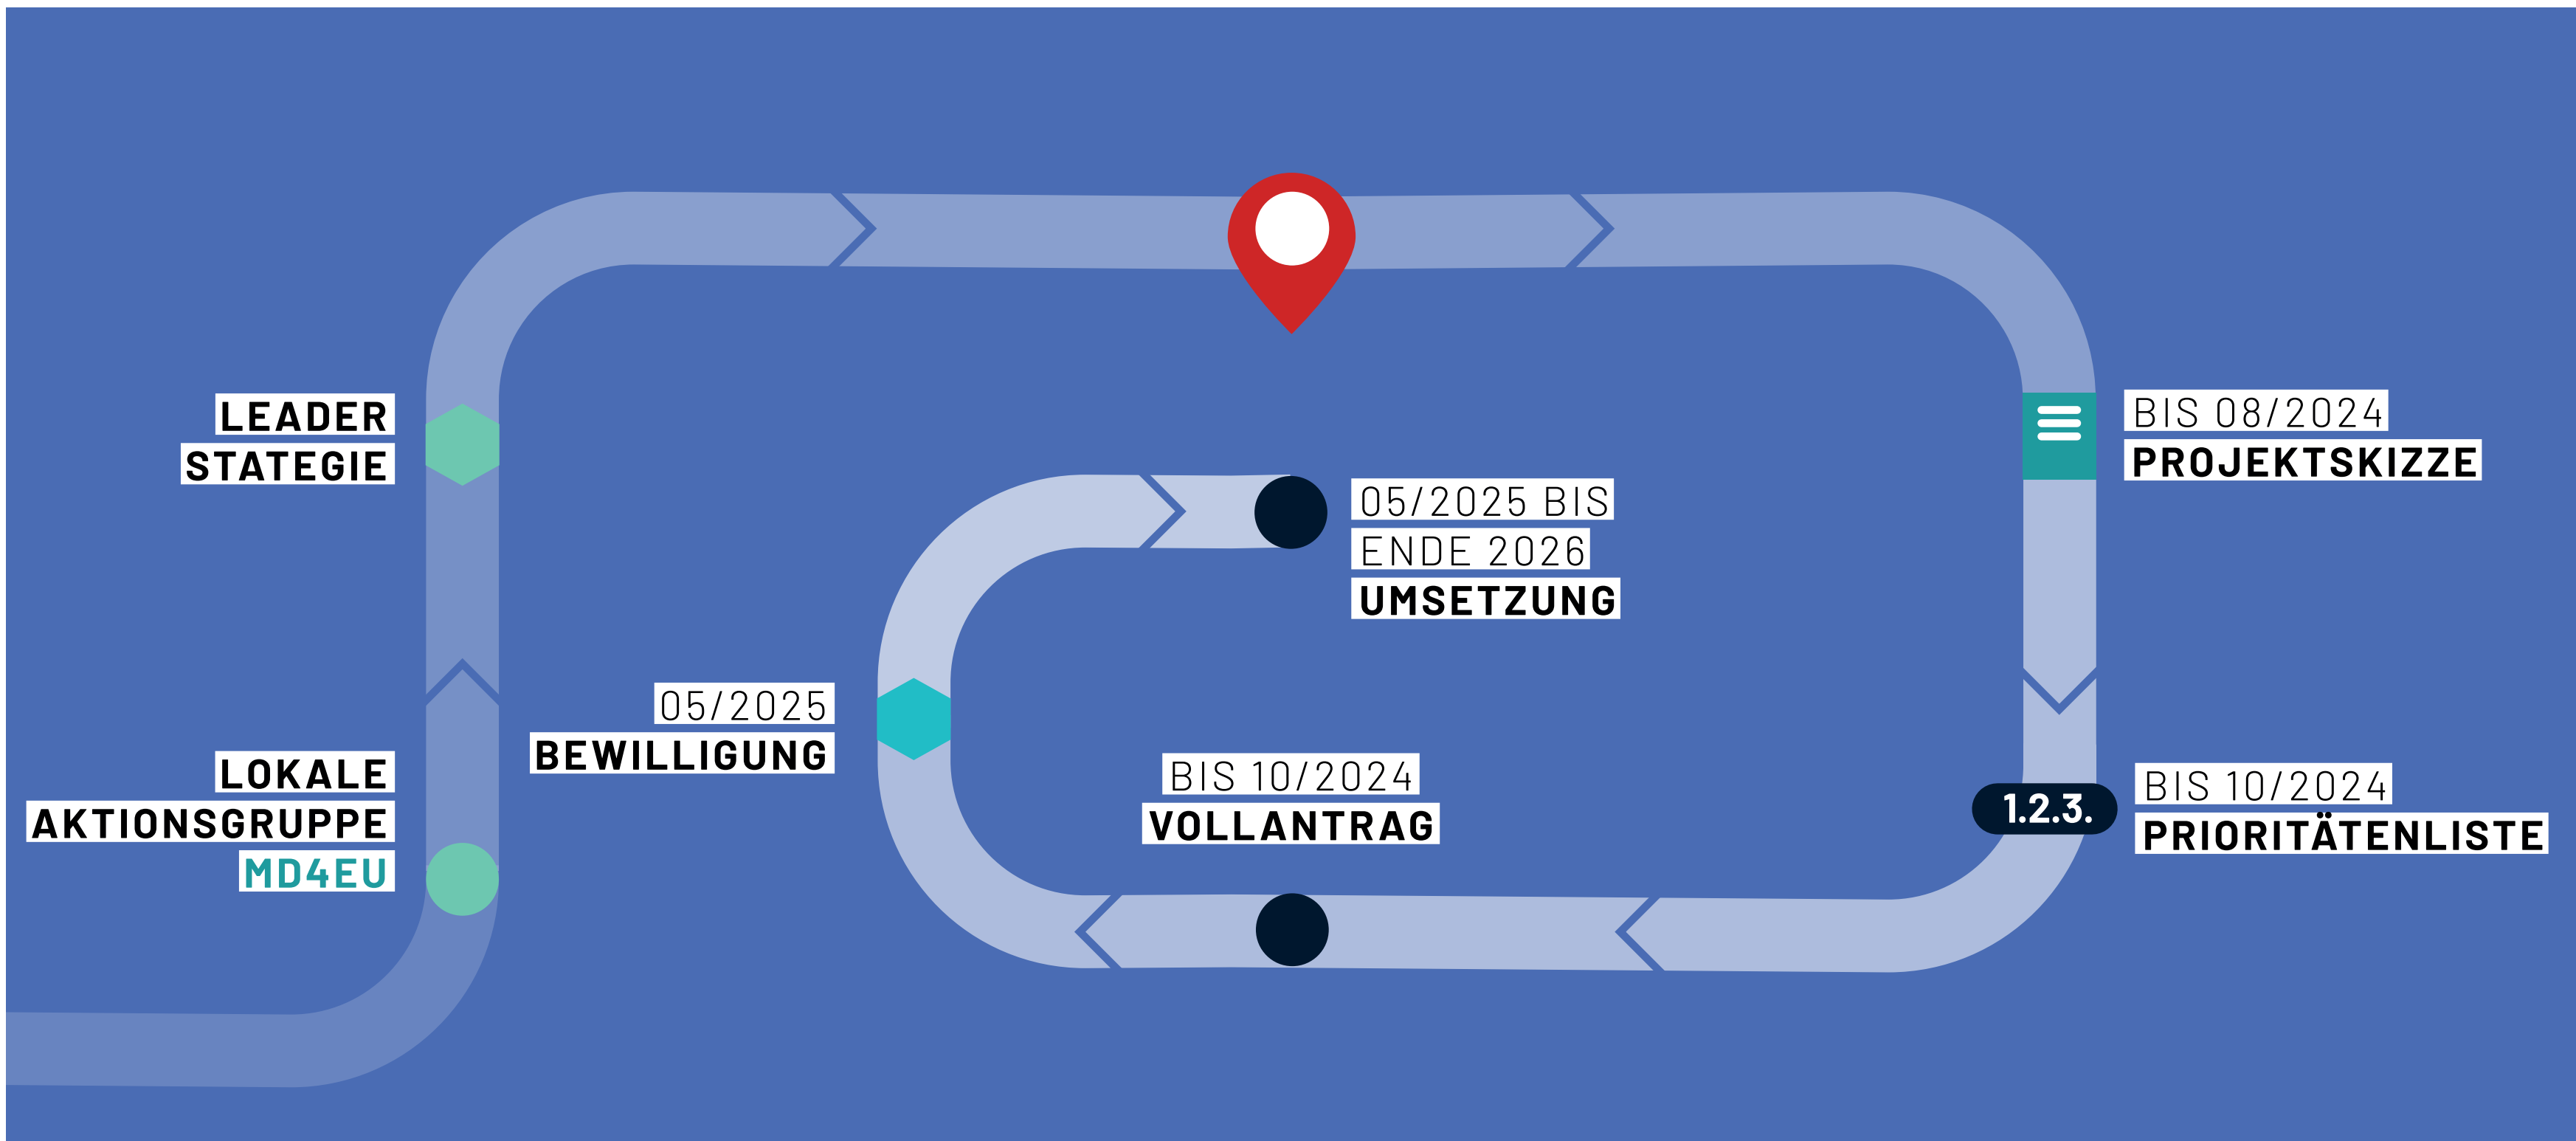 LEADER
STATEGIE
LOKALE
AKTIONSGRUPPE
MD4EU
BIS 08/2024
PROJEKTSKIZZE
1.2.3.
BIS 10/2024
PRIORITÄTENLISTE
BIS 10/2024
VOLLANTRAG
05/2025
BEWILLIGUNG
05/2025 BIS
ENDE 2026
UMSETZUNG